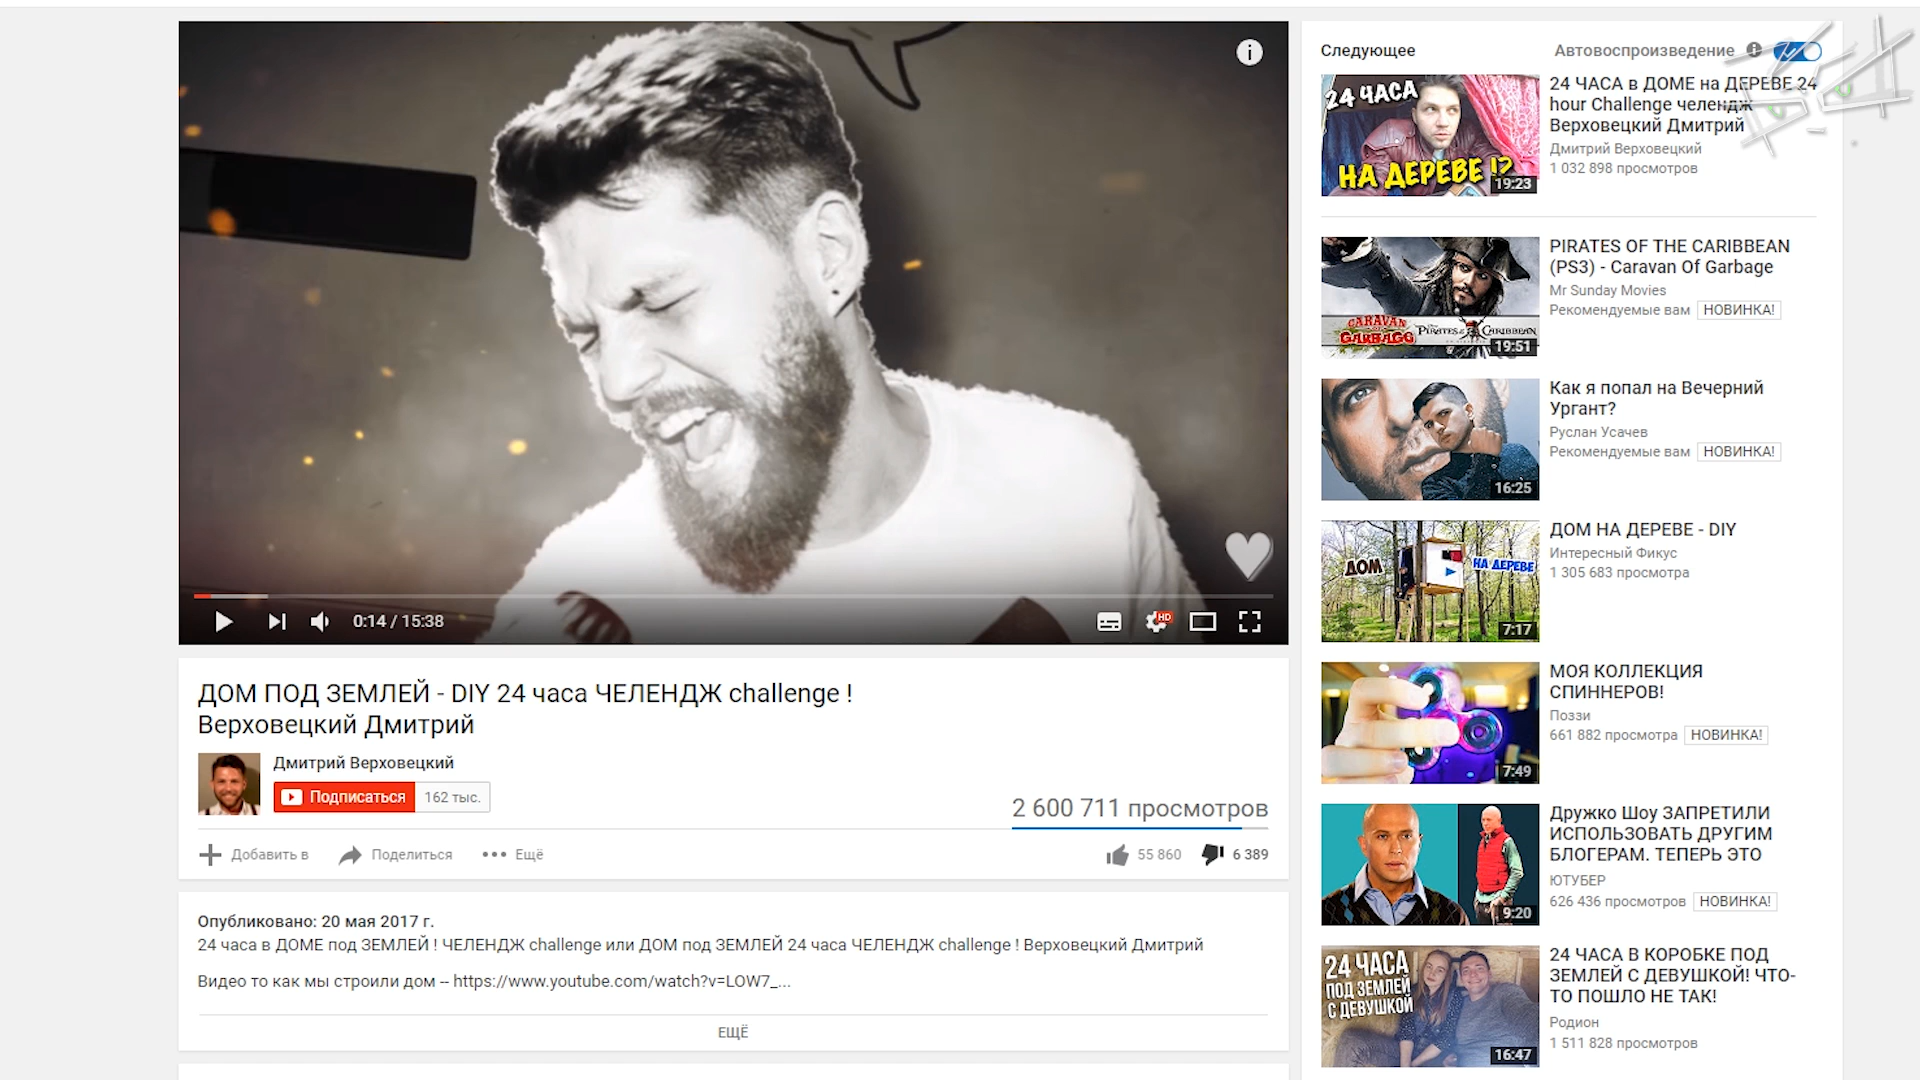 0:14 / 15:38
HD
ДОМ ПОД ЗЕМЛЕЙ - DIY 24 часа ЧЕЛЕНДЖ challenge !
Верховецкий Дмитрий
Дмитрий Верховецкий
Подписаться 162 тыс.
2 600 711 просмотров
Добавить в Поделиться Ещё
55 860 6 389
Опубликовано: 20 мая 2017 г.
24 часа в ДОМЕ под ЗЕМЛЕЙ ! ЧЕЛЕНДЖ challenge или ДОМ под ЗЕМЛЕЙ 24 часа ЧЕЛЕНДЖ challenge ! Верховецкий Дмитрий
Видео то как мы строили дом -- https://www.youtube.com/watch?v=LOW7_...
ЕЩЁ
Следующее Автовоспроизведение
24 ЧАСА
НА ДЕРЕВЕ !?
19:23
24 ЧАСА в ДОМЕ на ДЕРЕВЕ 24
hour Challenge челендж
Верховецкий Дмитрий
Дмитрий Верховецкий
1 032 898 просмотров
CARAVAN OF GARBAGE
PIRATES of the CARIBBEAN
19:51
PIRATES OF THE CARIBBEAN
(PS3) - Caravan Of Garbage
Mr Sunday Movies
Рекомендуемые вам НОВИНКА!
16:25
Как я попал на Вечерний
Ургант?
Руслан Усачев
Рекомендуемые вам НОВИНКА!
ДОМ НА ДЕРЕВЕ
7:17
ДОМ НА ДЕРЕВЕ - DIY
Интересный Фикус
1 305 683 просмотра
7:49
МОЯ КОЛЛЕКЦИЯ
СПИННЕРОВ!
Поззи
661 882 просмотра НОВИНКА!
9:20
Дружко Шоу ЗАПРЕТИЛИ
ИСПОЛЬЗОВАТЬ ДРУГИМ
БЛОГЕРАМ. ТЕПЕРЬ ЭТО
ЮТУБЕР
626 436 просмотров НОВИНКА!
24 ЧАСА
ПОД ЗЕМЛЕЙ
С ДЕВУШКОЙ
16:47
24 ЧАСА В КОРОБКЕ ПОД
ЗЕМЛЕЙ С ДЕВУШКОЙ! ЧТО-
ТО ПОШЛО НЕ ТАК!
Родион
1 511 828 просмотров